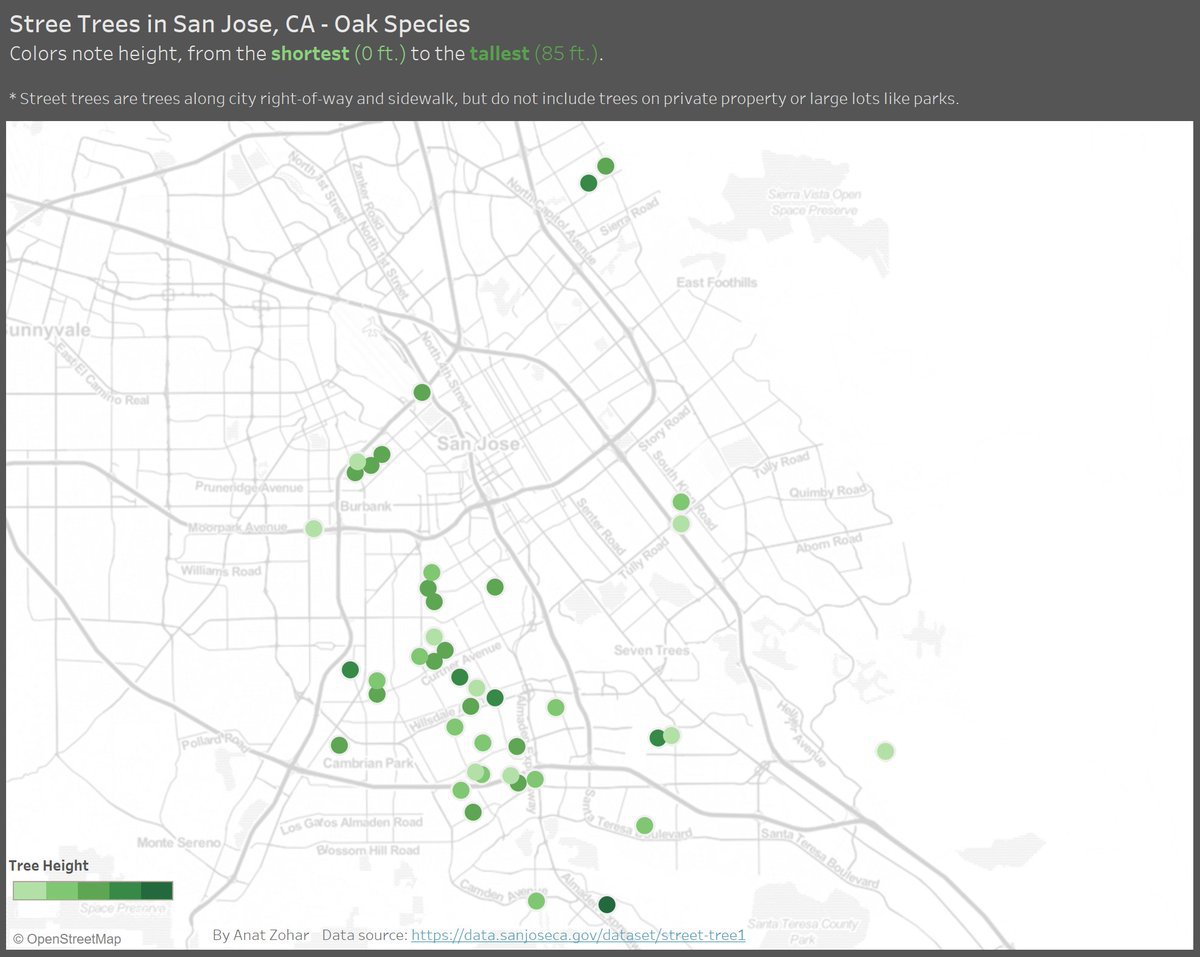 Stree Trees in San Jose, CA - Oak Species
Colors note height, from the shortest (0 ft.) to the tallest (85 ft.).
* Street trees are trees along city right-of-way and sidewalk, but do not include trees on private property or large lots like parks.
North 1st Street
Zanker Road
North Capitol Avenue
Sierra Road
Sierra Vista Open
Space Preserve
North 1st Street
East Foothills
unnyvale
East El Camino Real
North 4th Street
San Jose
Story Road
South King Road
Tully Road
Pruneridge Avenue
Quimby Road
Burbank
Moorpark Avenue
Senter Road
Tully Road
Aborn Road
Williams Road
Seven Trees
Curtner Avenue
Hillsdale
Almaden Expressway
Hellyer Avenue
Pollard Road
Cambrian Park
Los Gatos Almaden Road
Santa Teresa Boulevard
Santa Teresa Boulevard
Monte Sereno
Blossom Hill Road
Tree Height
Camden Avenue
Space Preserve
Santa Teresa County
Park
© OpenStreetMap
By Anat Zohar Data source: https://data.sanjoseca.gov/dataset/street-tree1